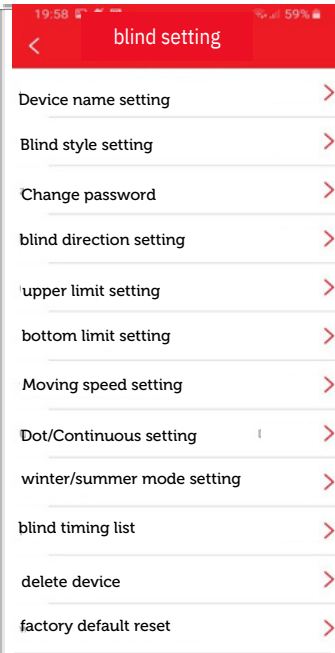 19:58 59%
blind setting
Device name setting
Blind style setting
Change password
blind direction setting
upper limit setting
bottom limit setting
Moving speed setting
Dot/Continuous setting
winter/summer mode setting
blind timing list
delete device
factory default reset